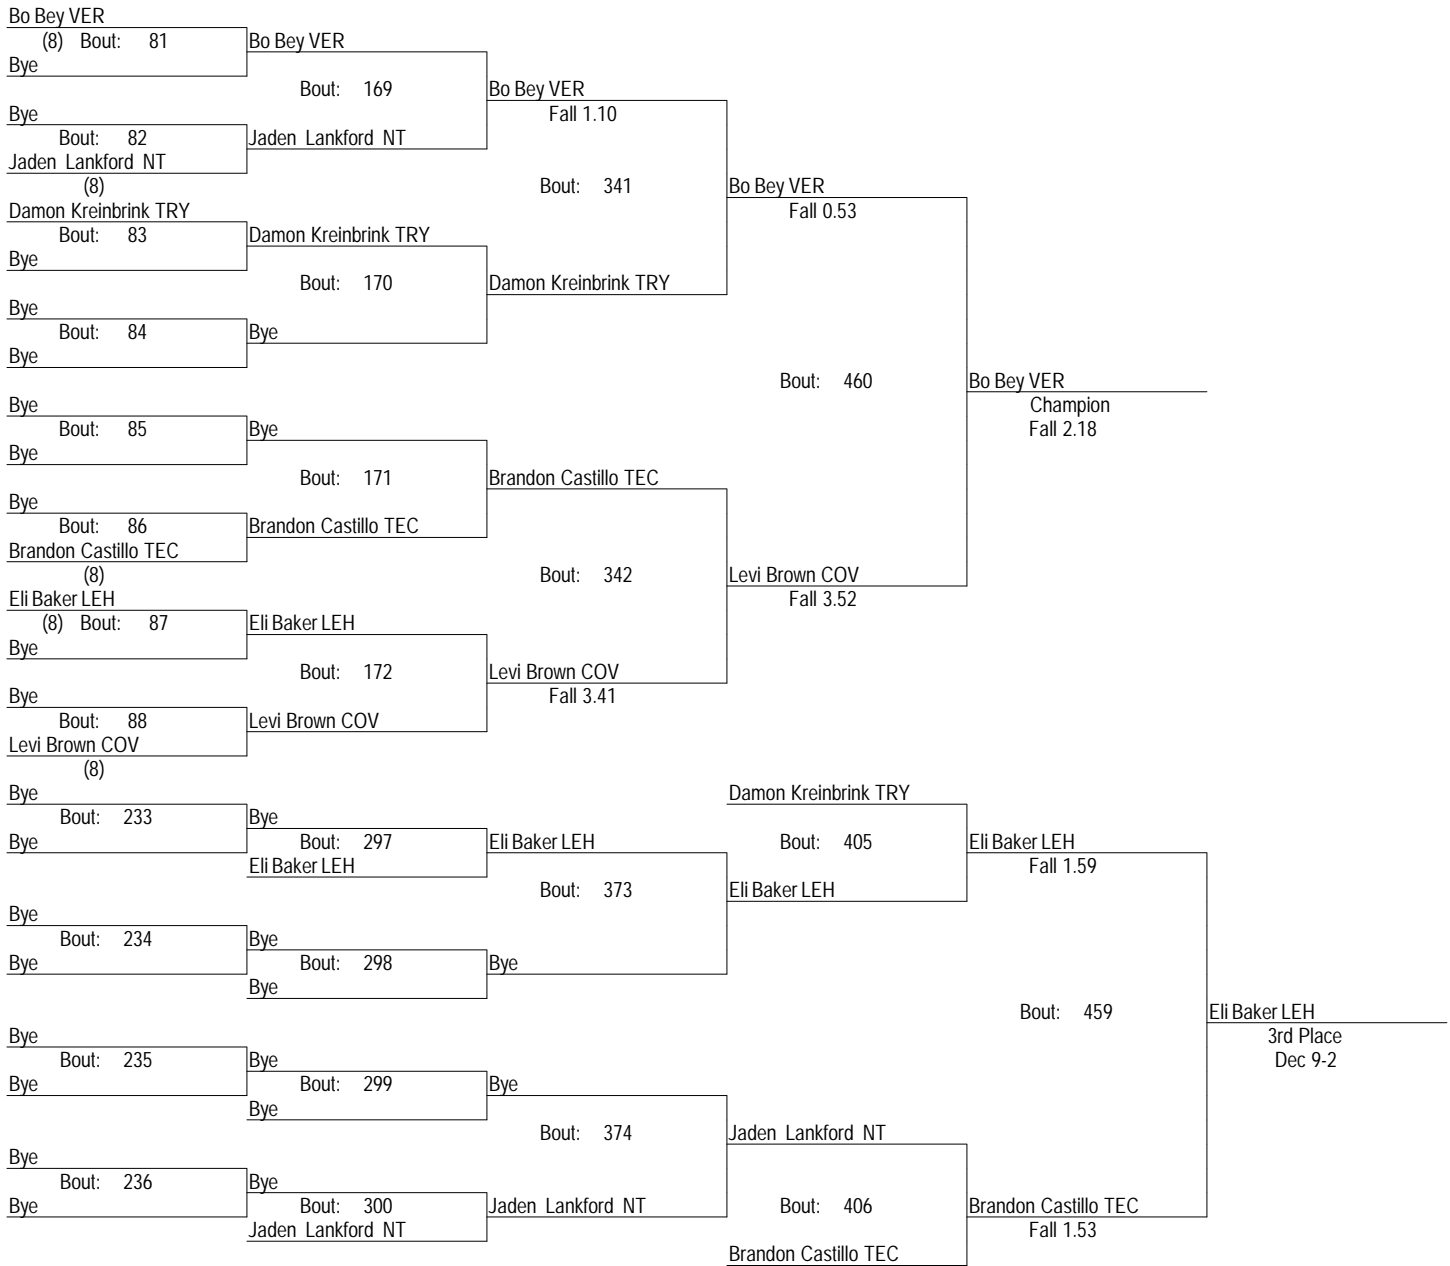 Bo Bey VER
(8) Bout: 81 Bo Bey VER
Bye
Bout: 169 Bo Bey VER
Bye Fall 1.10
Bout: 82 Jaden Lankford NT
Jaden Lankford NT
(8) Bout: 341 Bo Bey VER
Damon Kreinbrink TRY Fall 0.53
Bout: 83 Damon Kreinbrink TRY
Bye
Bout: 170 Damon Kreinbrink TRY
Bye
Bout: 84 Bye
Bye
Bout: 460 Bo Bey VER
Bye Champion
Bout: 85 Bye Fall 2.18
Bye
Bout: 171 Brandon Castillo TEC
Bye
Bout: 86 Brandon Castillo TEC
Brandon Castillo TEC
(8) Bout: 342 Levi Brown COV
Eli Baker LEH Fall 3.52
(8) Bout: 87 Eli Baker LEH
Bye
Bout: 172 Levi Brown COV
Bye Fall 3.41
Bout: 88 Levi Brown COV
Levi Brown COV
(8)
Bye Damon Kreinbrink TRY
Bout: 233 Bye
Bye Bout: 297 Eli Baker LEH Bout: 405 Eli Baker LEH
Eli Baker LEH Fall 1.59
Bout: 373 Eli Baker LEH
Bye
Bout: 234 Bye
Bye Bout: 298 Bye
Bye
Bout: 459 Eli Baker LEH
Bye 3rd Place
Bout: 235 Bye Dec 9-2
Bye Bout: 299 Bye
Bye
Bout: 374 Jaden Lankford NT
Bye
Bout: 236 Bye
Bye Bout: 300 Jaden Lankford NT Bout: 406 Brandon Castillo TEC
Jaden Lankford NT Fall 1.53
Brandon Castillo TEC